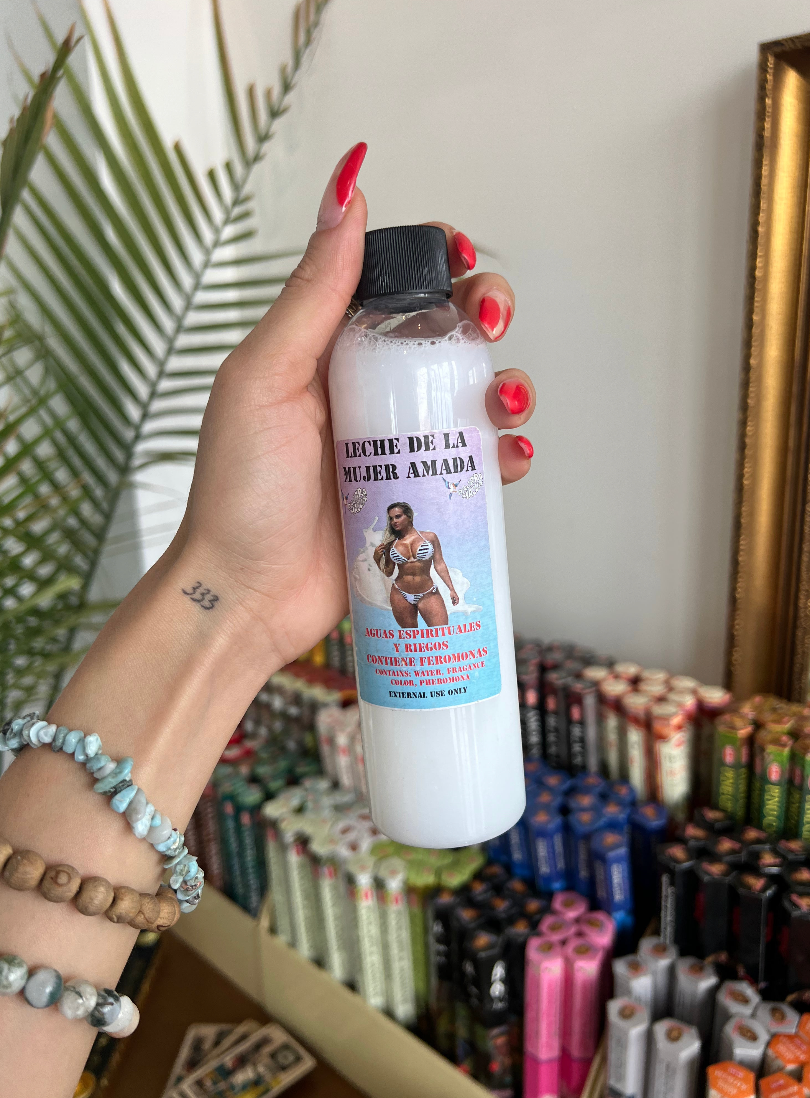 LECHE DE LA
MUJER AMADA
AGUAS ESPIRITUALES
Y RIEGOS
CONTIENE FEROMONAS
CONTAINS: WATER, FRAGANCE
COLOR, PHEROMONA
EXTERNAL USE ONLY
333